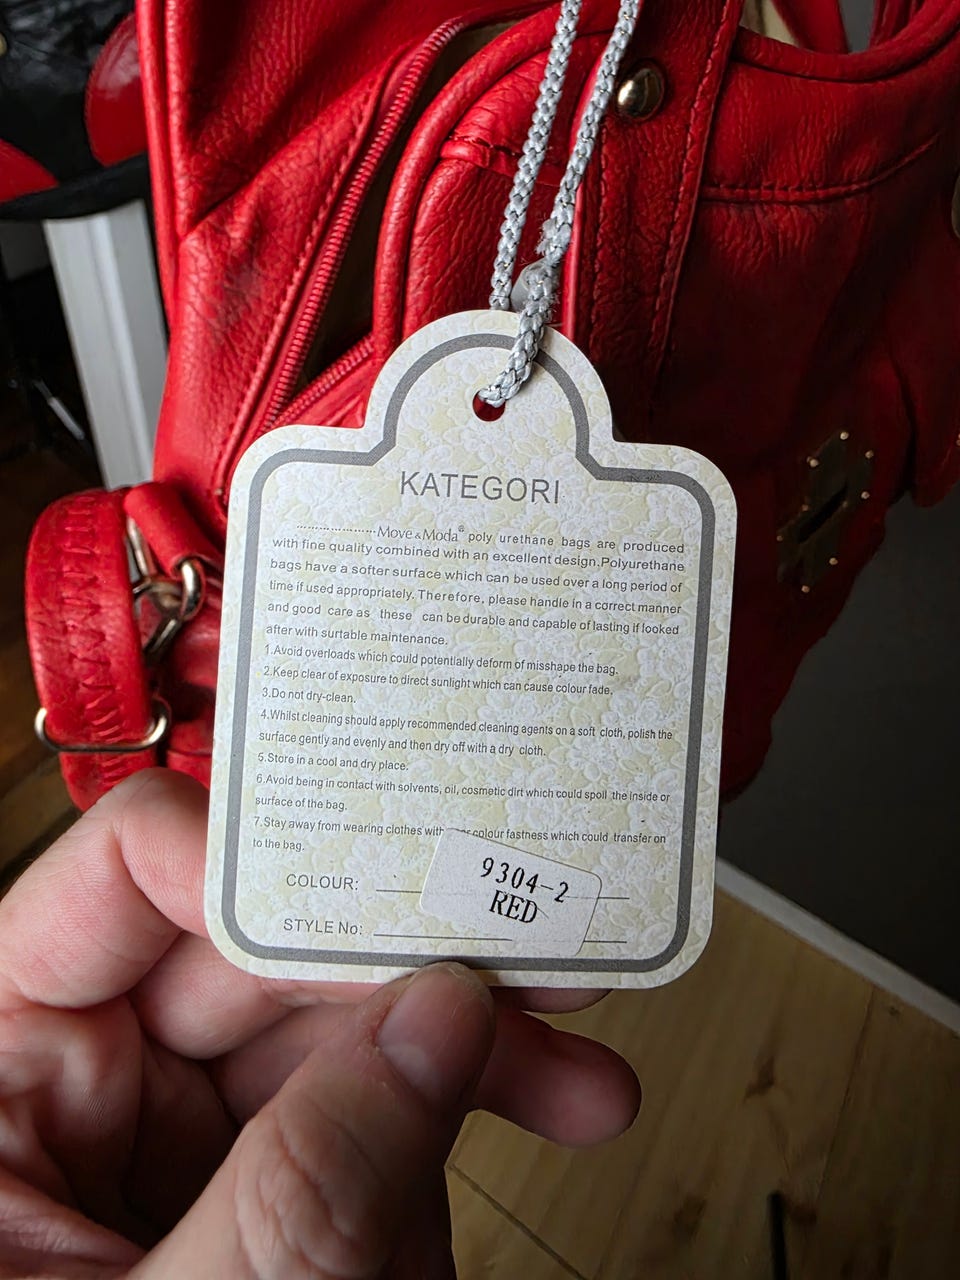 KATEGORI
....................Move&Moda® poly urethane bags are produced
with fine quality combined with an excellent design.Polyurethane
bags have a softer surface which can be used over a long period of
time if used appropriately. Therefore, please handle in a correct manner
and good care as these can be durable and capable of lasting if looked
after with surtable maintenance.
1.Avoid overloads which could potentially deform of misshape the bag.
2.Keep clear of exposure to direct sunlight which can cause colour fade.
3.Do not dry-clean.
4.Whilst cleaning should apply recommended cleaning agents on a soft cloth, polish the
surface gently and evenly and then dry off with a dry cloth.
5.Store in a cool and dry place.
6.Avoid being in contact with solvents, oil, cosmetic dirt which could spoil the inside or
surface of the bag.
7.Stay away from wearing clothes with colour fastness which could transfer on
to the bag.
COLOUR:
9304-2
RED
STYLE No: